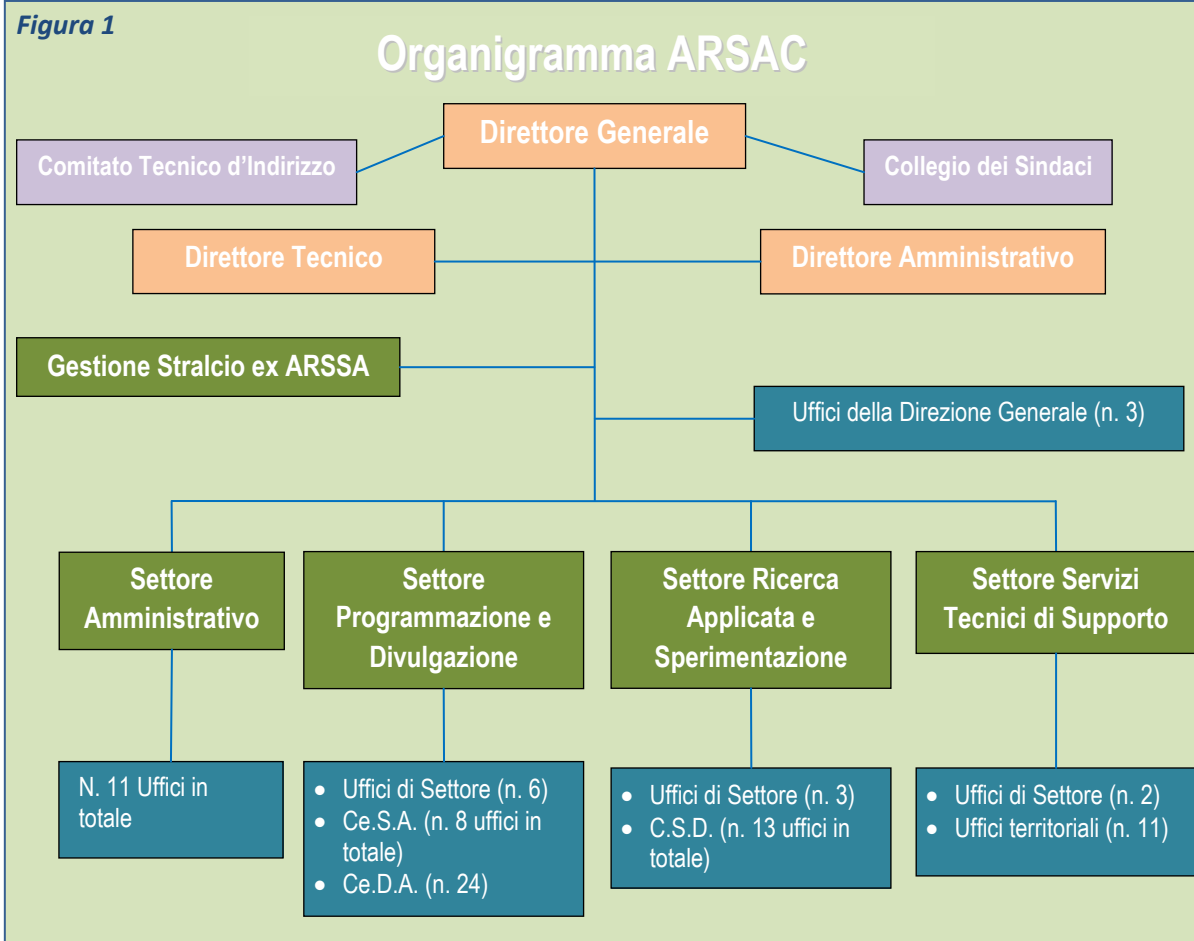 Figura 1
Organigramma ARSAC
Direttore Generale
Comitato Tecnico d'Indirizzo
Collegio dei Sindaci
Direttore Tecnico
Direttore Amministrativo
Gestione Stralcio ex ARSSA
Uffici della Direzione Generale (n. 3)
Settore
Amministrativo
Settore
Programmazione e
Divulgazione
Settore Ricerca
Applicata e
Sperimentazione
Settore Servizi
Tecnici di Supporto
N. 11 Uffici in
totale
• Uffici di Settore (n. 6)
• Ce.S.A. (n. 8 uffici in
totale)
• Ce.D.A. (n. 24)
• Uffici di Settore (n. 3)
• C.S.D. (n. 13 uffici in
totale)
• Uffici di Settore (n. 2)
• Uffici territoriali (n. 11)